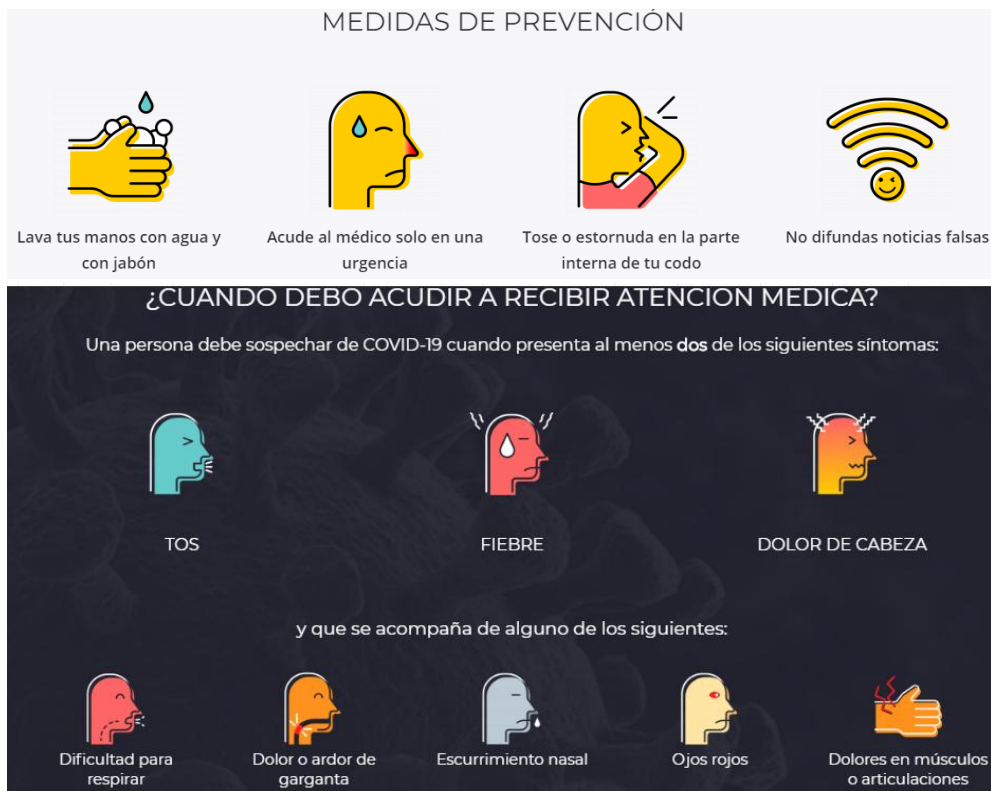 MEDIDAS DE PREVENCIÓN
Lava tus manos con agua y
con jabón
Acude al médico solo en una
urgencia
Tose o estornuda en la parte
interna de tu codo
No difundas noticias falsas
¿CUANDO DEBO ACUDIR A RECIBIR ATENCION MEDICA?
Una persona debe sospechar de COVID-19 cuando presenta al menos dos de los siguientes síntomas:
TOS
FIEBRE
DOLOR DE CABEZA
y que se acompaña de alguno de los siguientes:
Dificultad para
respirar
Dolor o ardor de
garganta
Escurrimiento nasal
Ojos rojos
Dolores en músculos
o articulaciones